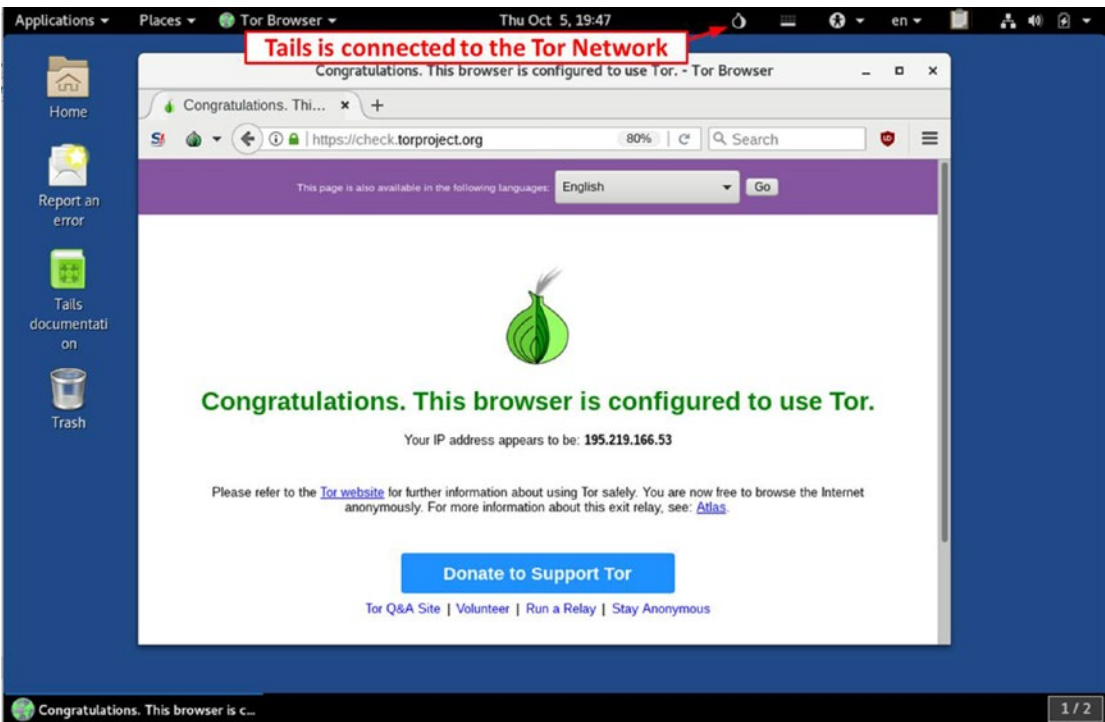 Applications Places Tor Browser Thu Oct 5, 19:47 en
Tails is connected to the Tor Network
Congratulations. This browser is configured to use Tor. - Tor Browser
Congratulations. Thi...
https://check.torproject.org 80% Search
This page is also available in the following languages: English Go
Home
Report an
error
Tails
documentati
on
Trash
Congratulations. This browser is configured to use Tor.
Your IP address appears to be: 195.219.166.53
Please refer to the Tor website for further information about using Tor safely. You are now free to browse the Internet
anonymously. For more information about this exit relay, see: Atlas.
Donate to Support Tor
Tor Q&A Site | Volunteer | Run a Relay | Stay Anonymous
Congratulations. This browser is c...
1 / 2